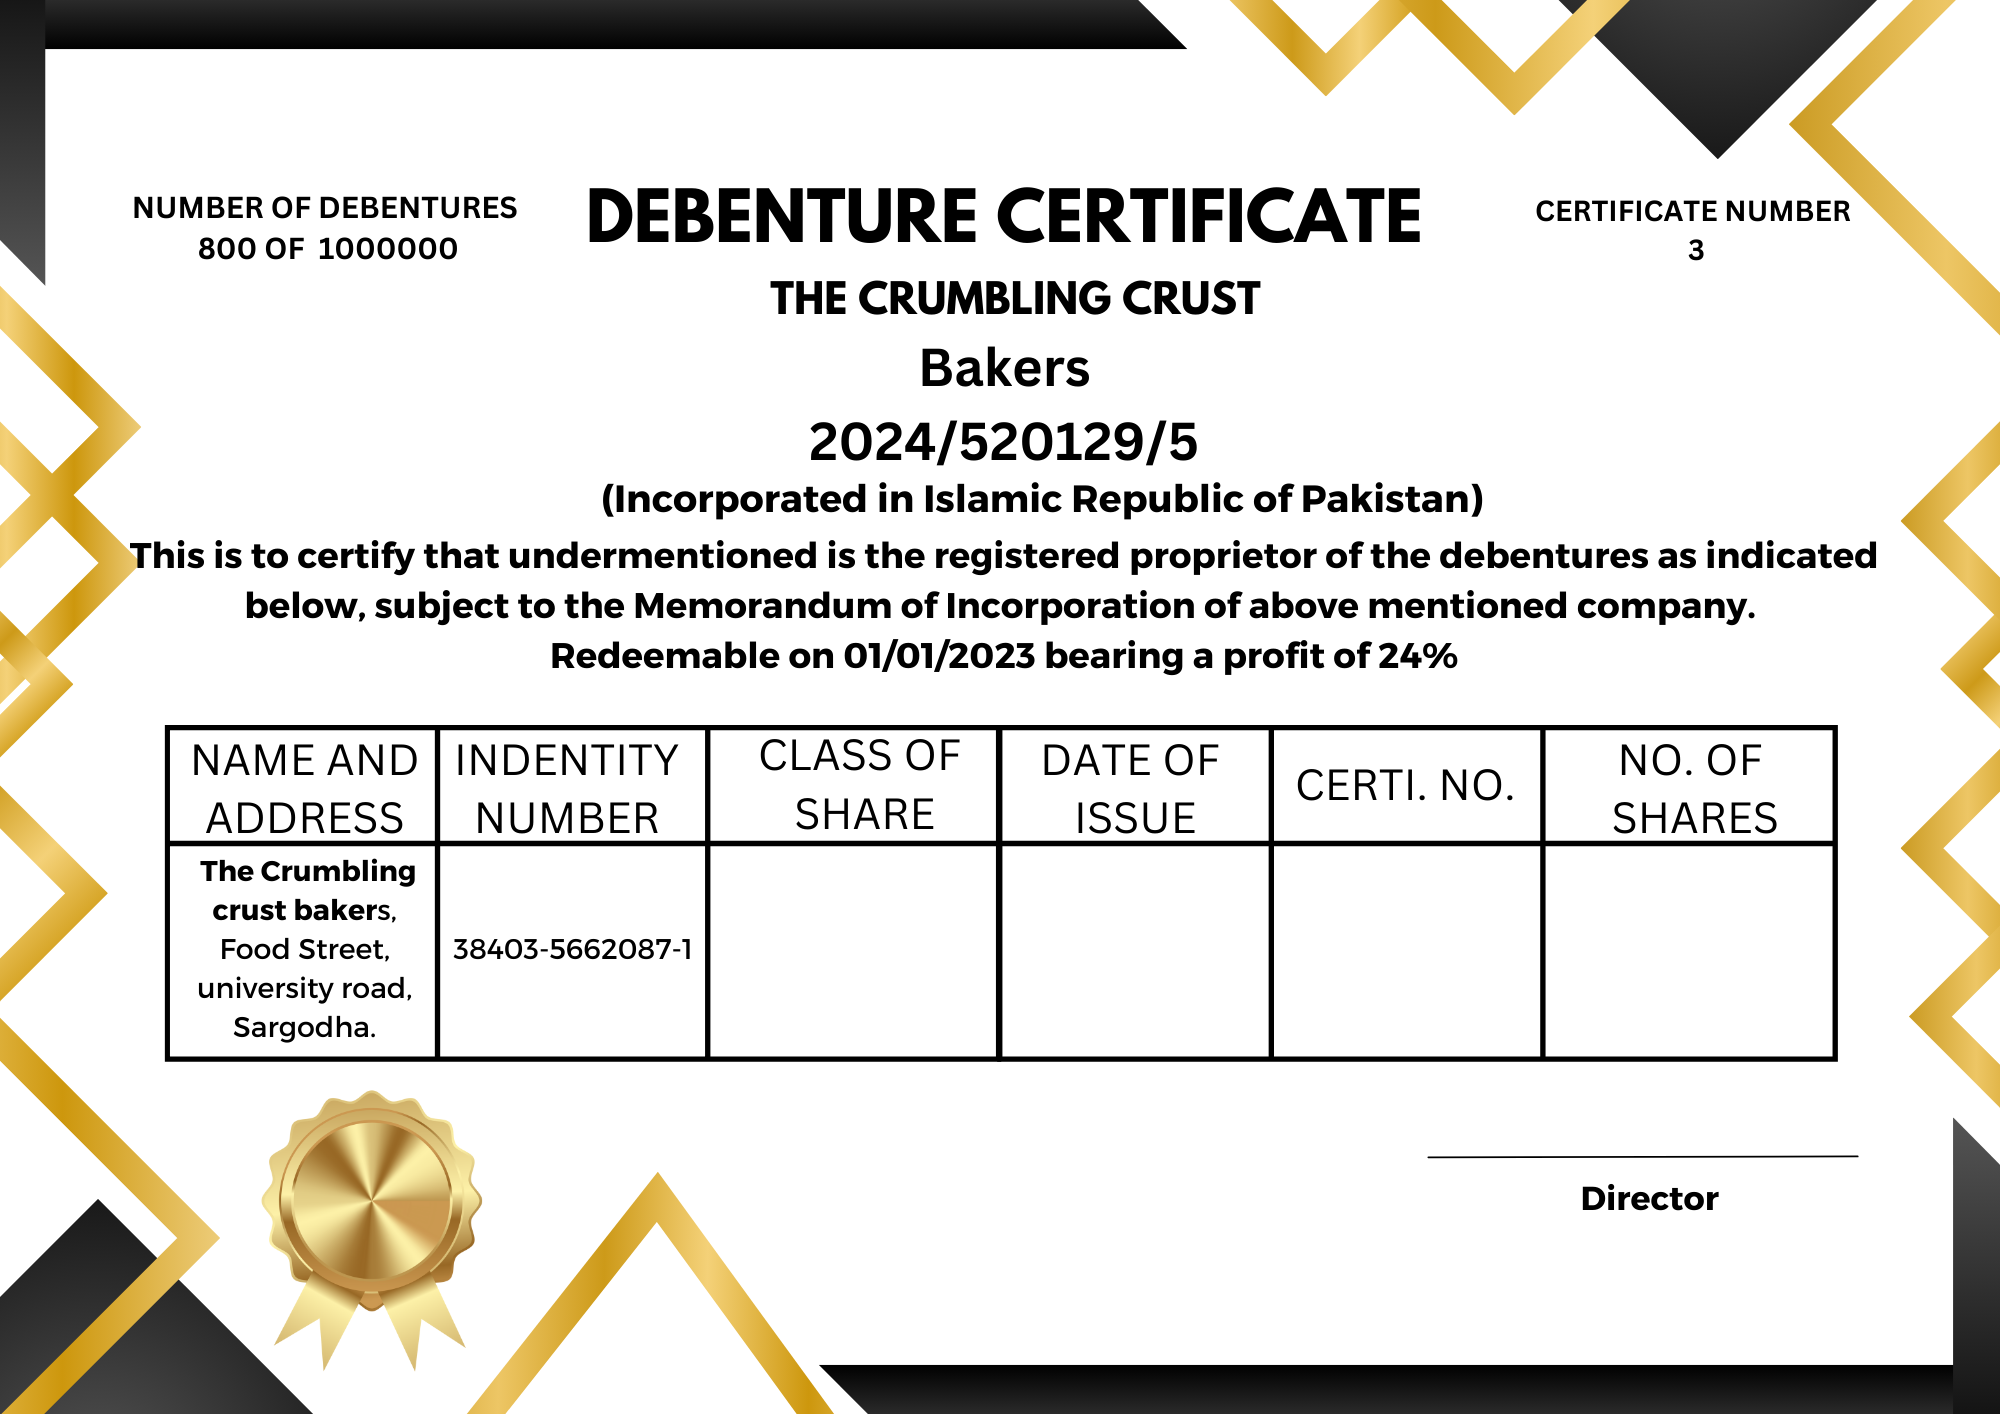 NUMBER OF DEBENTURES
800 OF 1000000
DEBENTURE CERTIFICATE
CERTIFICATE NUMBER
3
THE CRUMBLING CRUST
Bakers
2024/520129/5
(Incorporated in Islamic Republic of Pakistan)
This is to certify that undermentioned is the registered proprietor of the debentures as indicated
below, subject to the Memorandum of Incorporation of above mentioned company.
Redeemable on 01/01/2023 bearing a profit of 24%
NAME AND
ADDRESS
INDENTITY
NUMBER
CLASS OF
SHARE
DATE OF
ISSUE
CERTI. NO.
NO. OF
SHARES
The Crumbling
crust bakers,
Food Street,
university road,
Sargodha.
38403-5662087-1
Director